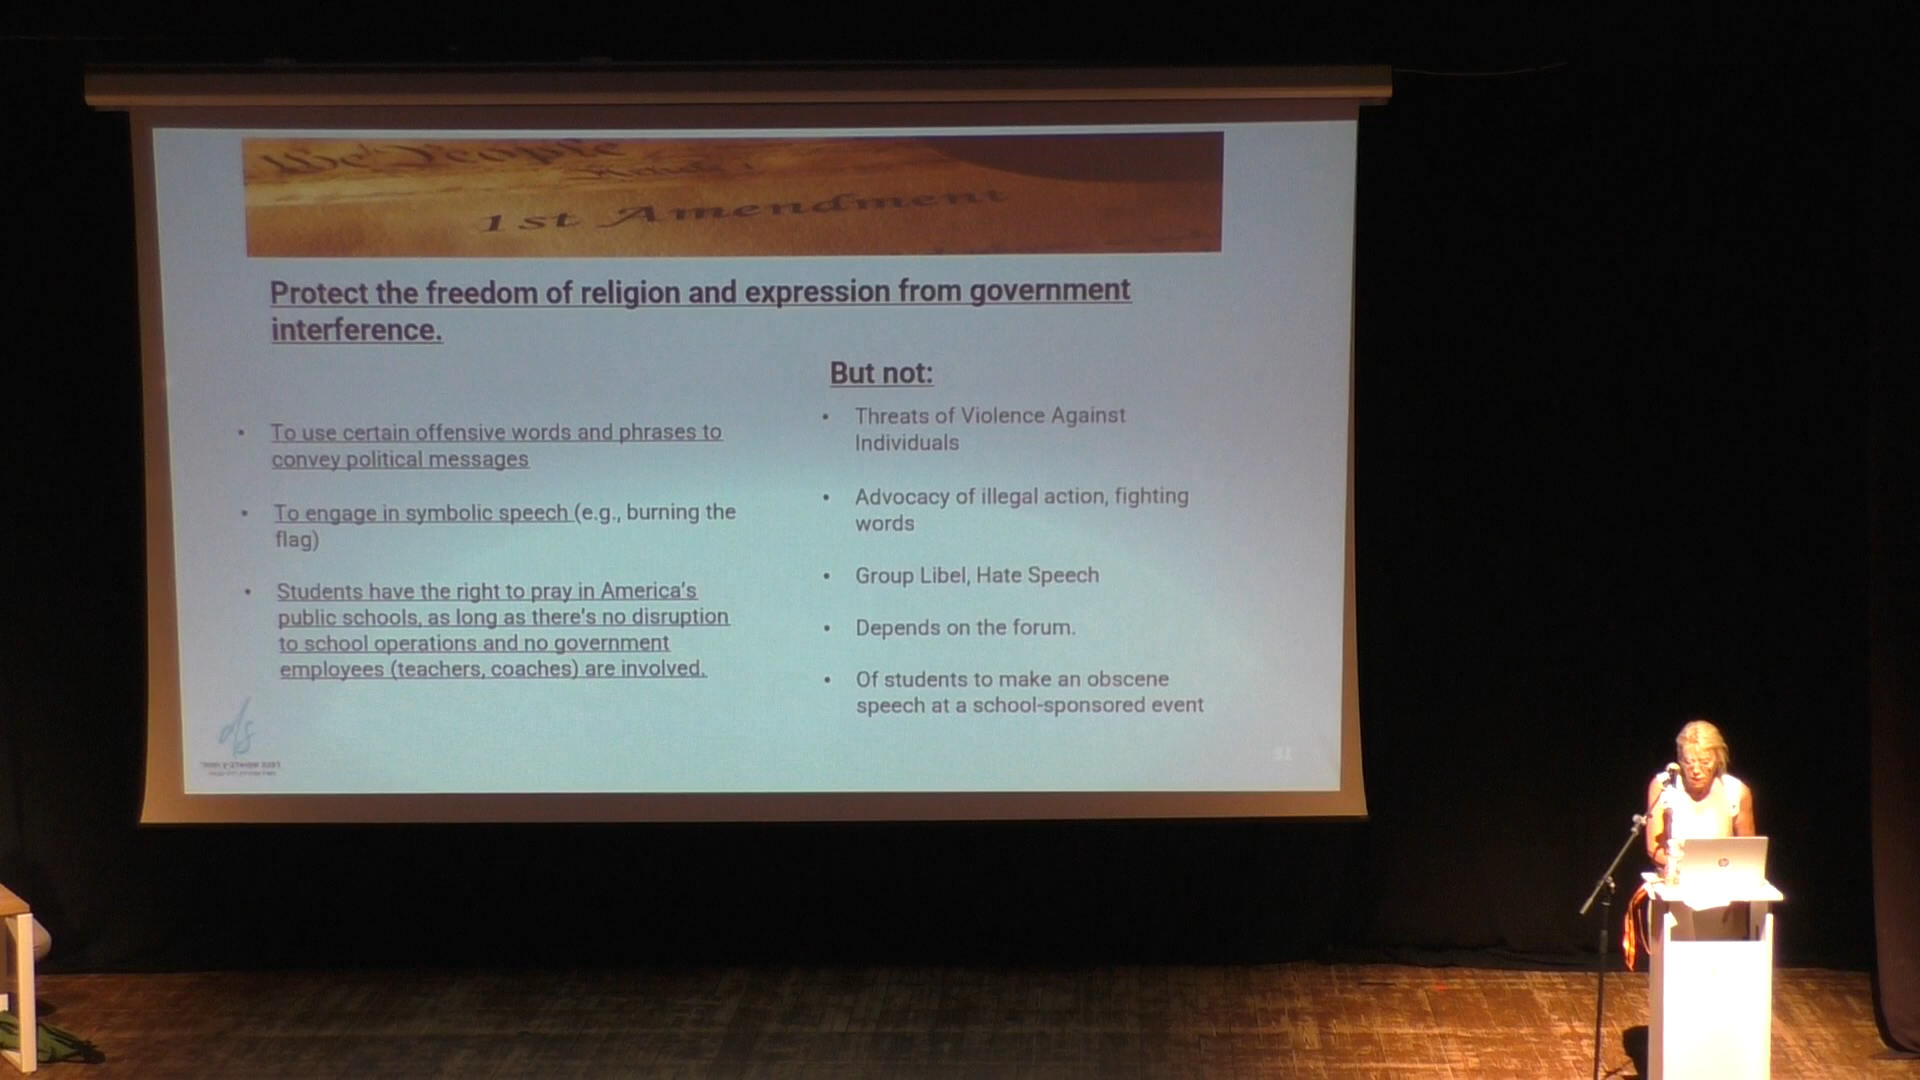 We the People
1st Amendment
Protect the freedom of religion and expression from government
interference.
• To use certain offensive words and phrases to
convey political messages
• To engage in symbolic speech (e.g., burning the
flag)
• Students have the right to pray in America's
public schools, as long as there's no disruption
to school operations and no government
employees (teachers, coaches) are involved.
But not:
• Threats of Violence Against
Individuals
• Advocacy of illegal action, fighting
words
• Group Libel, Hate Speech
• Depends on the forum.
• Of students to make an obscene
speech at a school-sponsored event
ds
31
hp